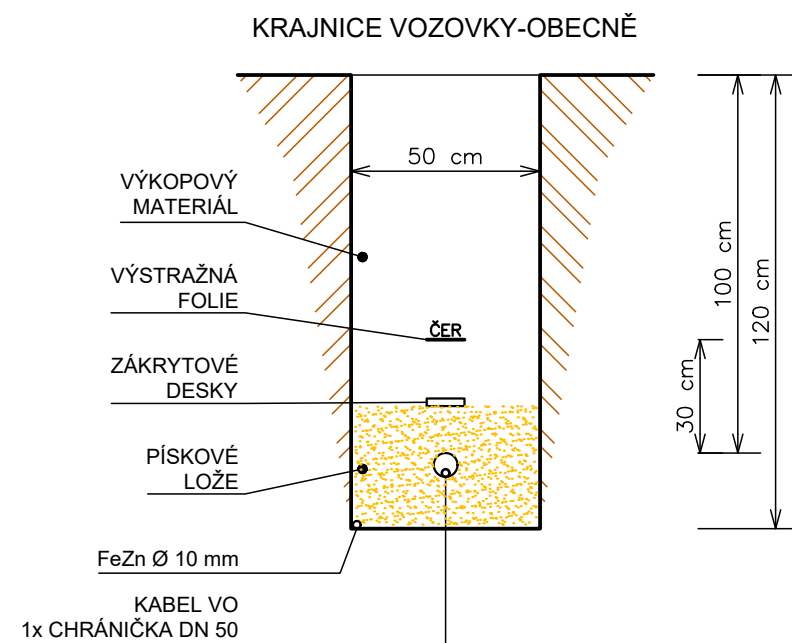 KRAJNICE VOZOVKY-OBECNĚ
50 cm
VÝKOPOVÝ
MATERIÁL
VÝSTRAŽNÁ
FOLIE
ČER
ZÁKRYTOVÉ
DESKY
PÍSKOVÉ
LOŽE
FeZn Ø 10 mm
KABEL VO
1x CHRÁNIČKA DN 50
30 cm
100 cm
120 cm